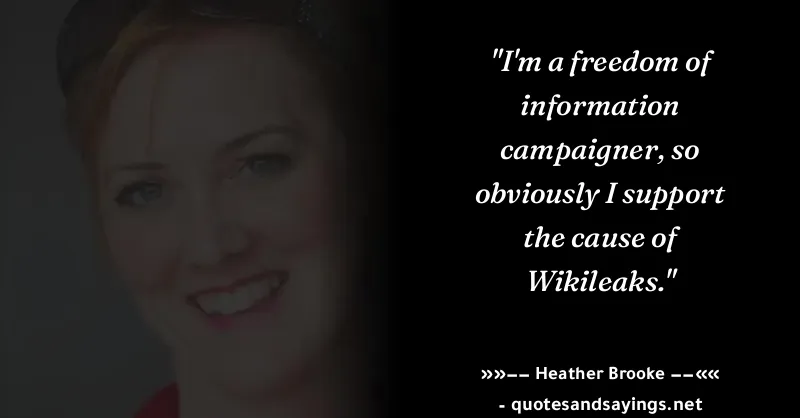 "I'm a freedom of
information
campaigner, so
obviously I support
the cause of
Wikileaks."
»»−− Heather Brooke −−««
- quotesandsayings.net